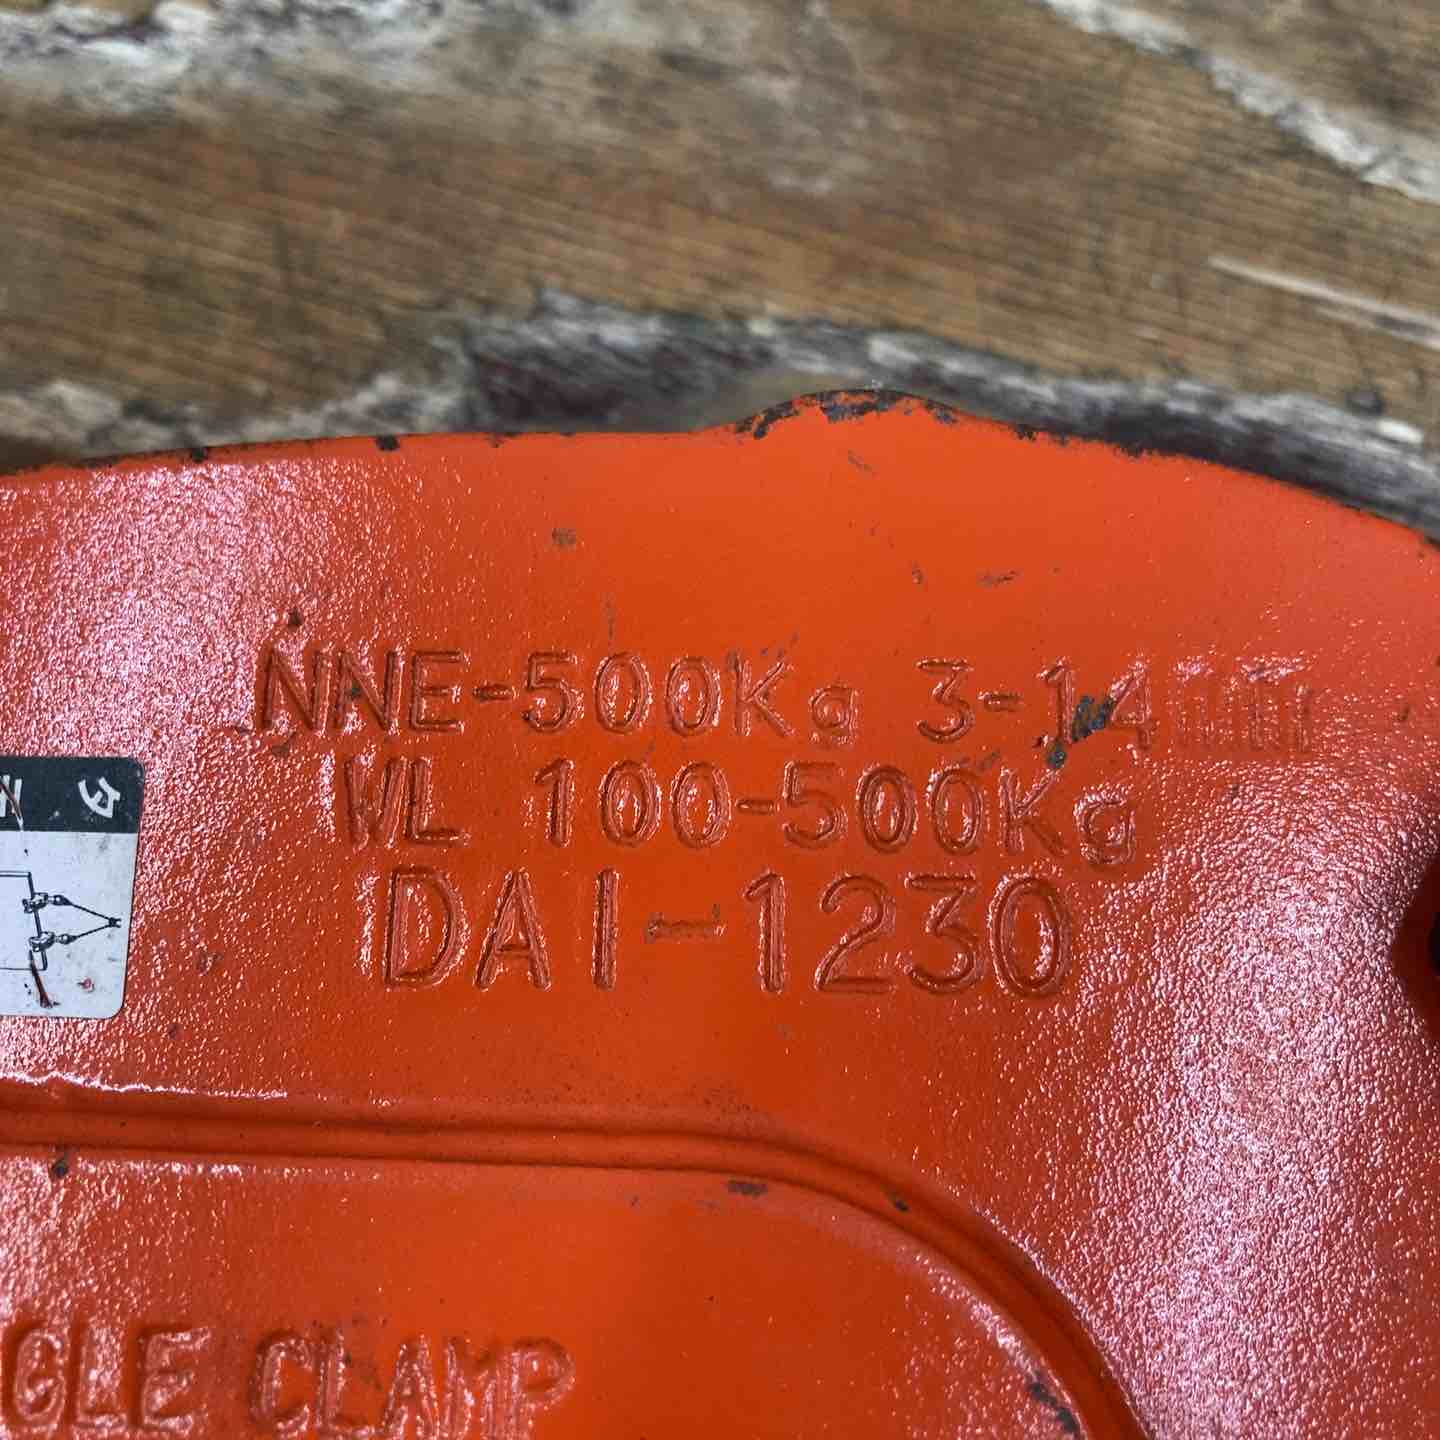 NNE-500Kg 3-14mm
WL 100-500Kg
DAI-1230
GLE CLAMP